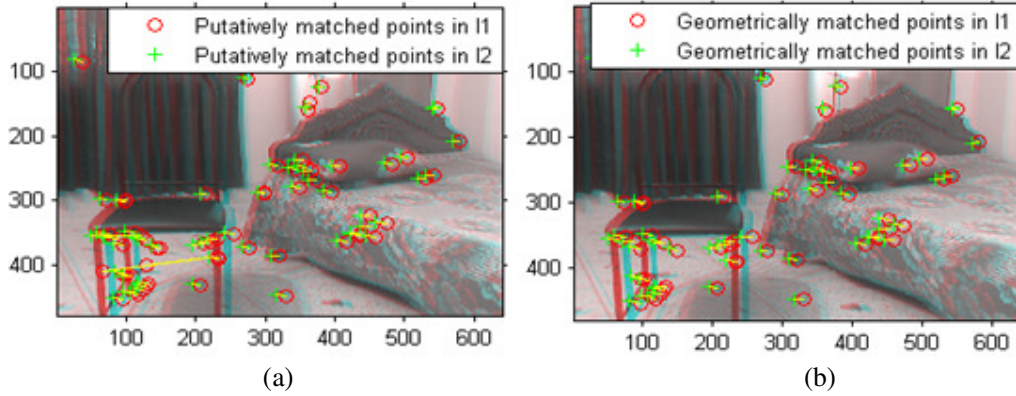 Putatively matched points in I1
Putatively matched points in I2
100
200
300
400
100 200 300 400 500 600
(a)
Geometrically matched points in I1
Geometrically matched points in I2
100
200
300
400
100 200 300 400 500 600
(b)